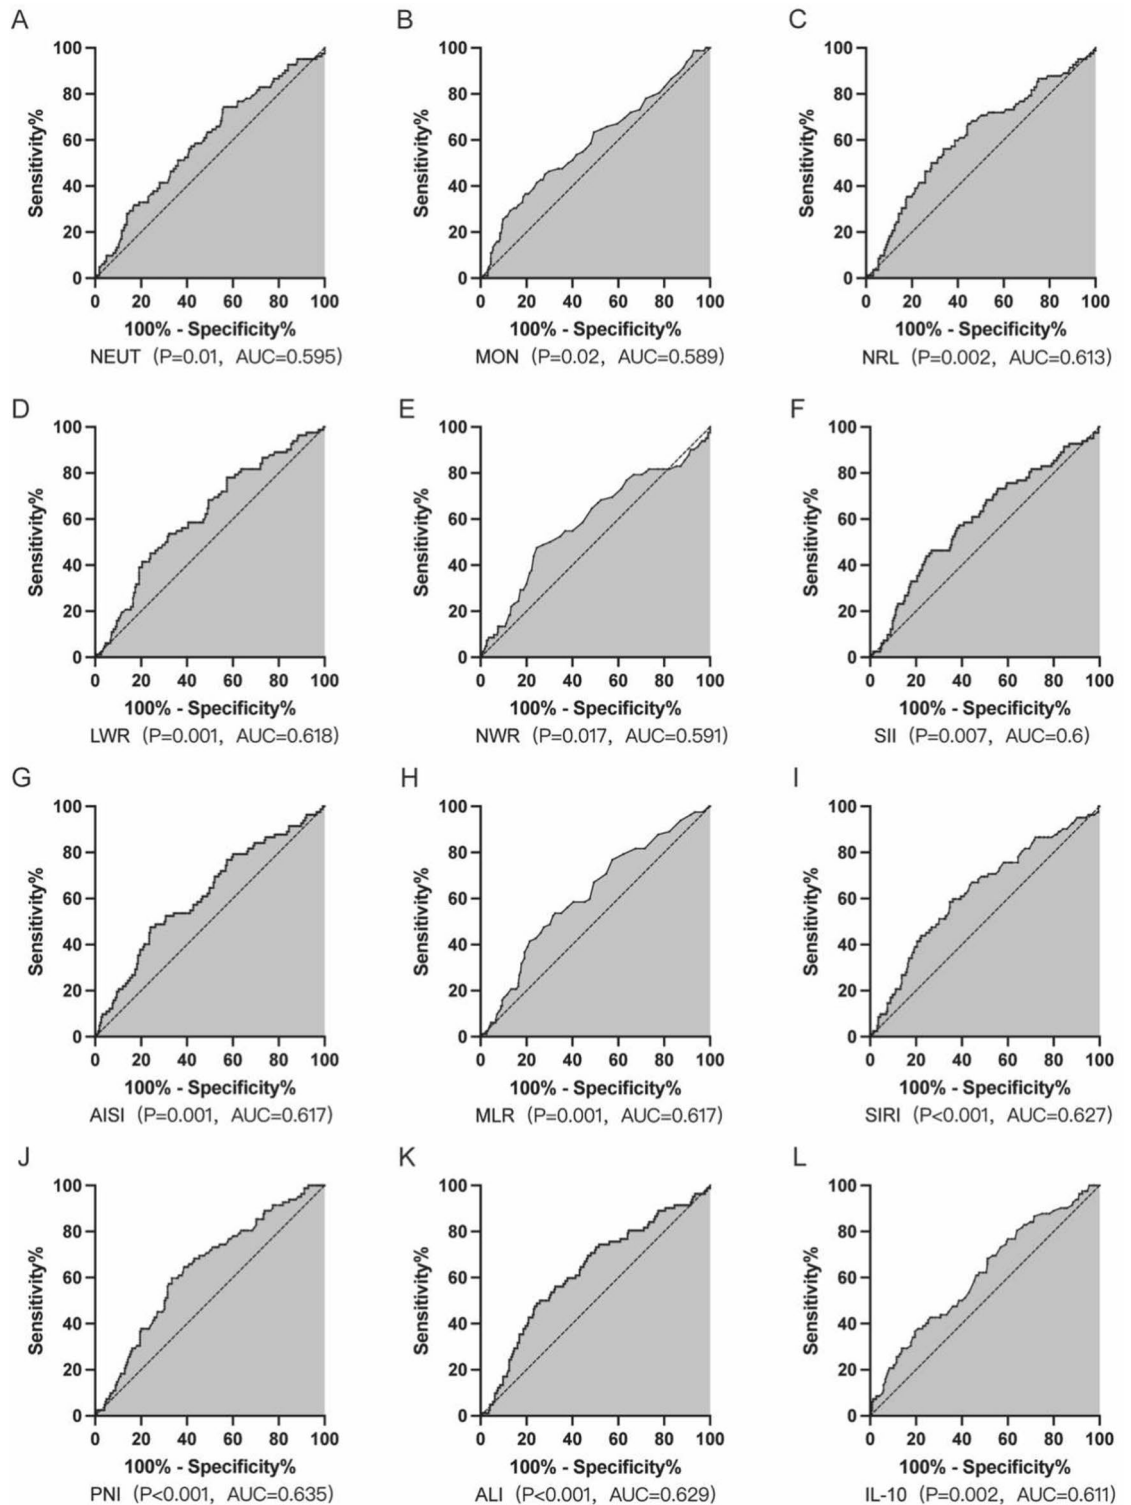 A
B
C
100
80
60
40
20
0
Sensitivity%
0 20 40 60 80 100
100% - Specificity%
NEUT (P=0.01, AUC=0.595)
100
80
60
40
20
0
Sensitivity%
0 20 40 60 80 100
100% - Specificity%
MON (P=0.02, AUC=0.589)
100
80
60
40
20
0
Sensitivity%
0 20 40 60 80 100
100% - Specificity%
NRL (P=0.002, AUC=0.613)
D
E
F
100
80
60
40
20
0
Sensitivity%
0 20 40 60 80 100
100% - Specificity%
LWR (P=0.001, AUC=0.618)
100
80
60
40
20
0
Sensitivity%
0 20 40 60 80 100
100% - Specificity%
NWR (P=0.017, AUC=0.591)
100
80
60
40
20
0
Sensitivity%
0 20 40 60 80 100
100% - Specificity%
SII (P=0.007, AUC=0.6)
G
H
I
100
80
60
40
20
0
Sensitivity%
0 20 40 60 80 100
100% - Specificity%
AISI (P=0.001, AUC=0.617)
100
80
60
40
20
0
Sensitivity%
0 20 40 60 80 100
100% - Specificity%
MLR (P=0.001, AUC=0.617)
100
80
60
40
20
0
Sensitivity%
0 20 40 60 80 100
100% - Specificity%
SIRI (P<0.001, AUC=0.627)
J
K
L
100
80
60
40
20
0
Sensitivity%
0 20 40 60 80 100
100% - Specificity%
PNI (P<0.001, AUC=0.635)
100
80
60
40
20
0
Sensitivity%
0 20 40 60 80 100
100% - Specificity%
ALI (P<0.001, AUC=0.629)
100
80
60
40
20
0
Sensitivity%
0 20 40 60 80 100
100% - Specificity%
IL-10 (P=0.002, AUC=0.611)